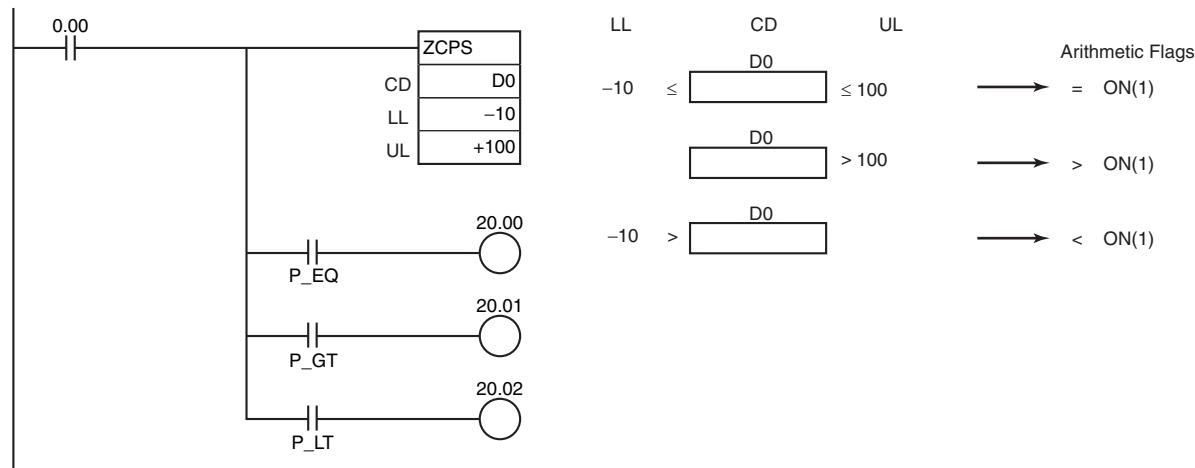 0.00
ZCPS
CD D0
LL −10
UL +100
20.00
P_EQ
20.01
P_GT
20.02
P_LT
LL CD UL
Arithmetic Flags
D0
−10 ≤ ≤ 100 = ON(1)
D0
> 100 > ON(1)
D0
−10 > < ON(1)